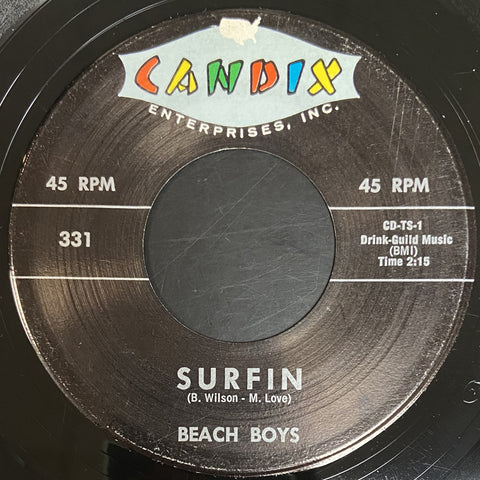 CANDIX
ENTERPRISES, INC.
45 RPM
45 RPM
331
CD-TS-1
Drink-Guild Music
(BMI)
Time 2:15
SURFIN
(B. Wilson - M. Love)
BEACH BOYS